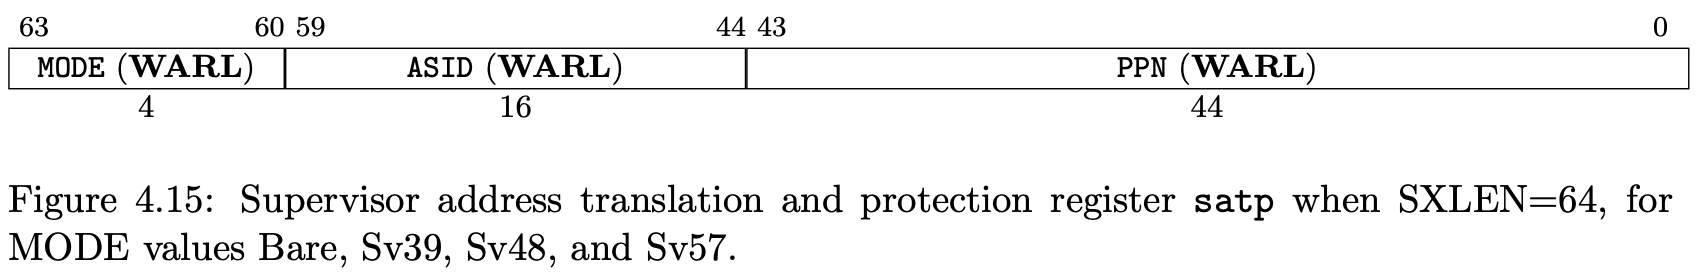 63 60 59 44 43 0
MODE (WARL) ASID (WARL) PPN (WARL)
4 16 44
Figure 4.15: Supervisor address translation and protection register satp when SXLEN=64, for
MODE values Bare, Sv39, Sv48, and Sv57.